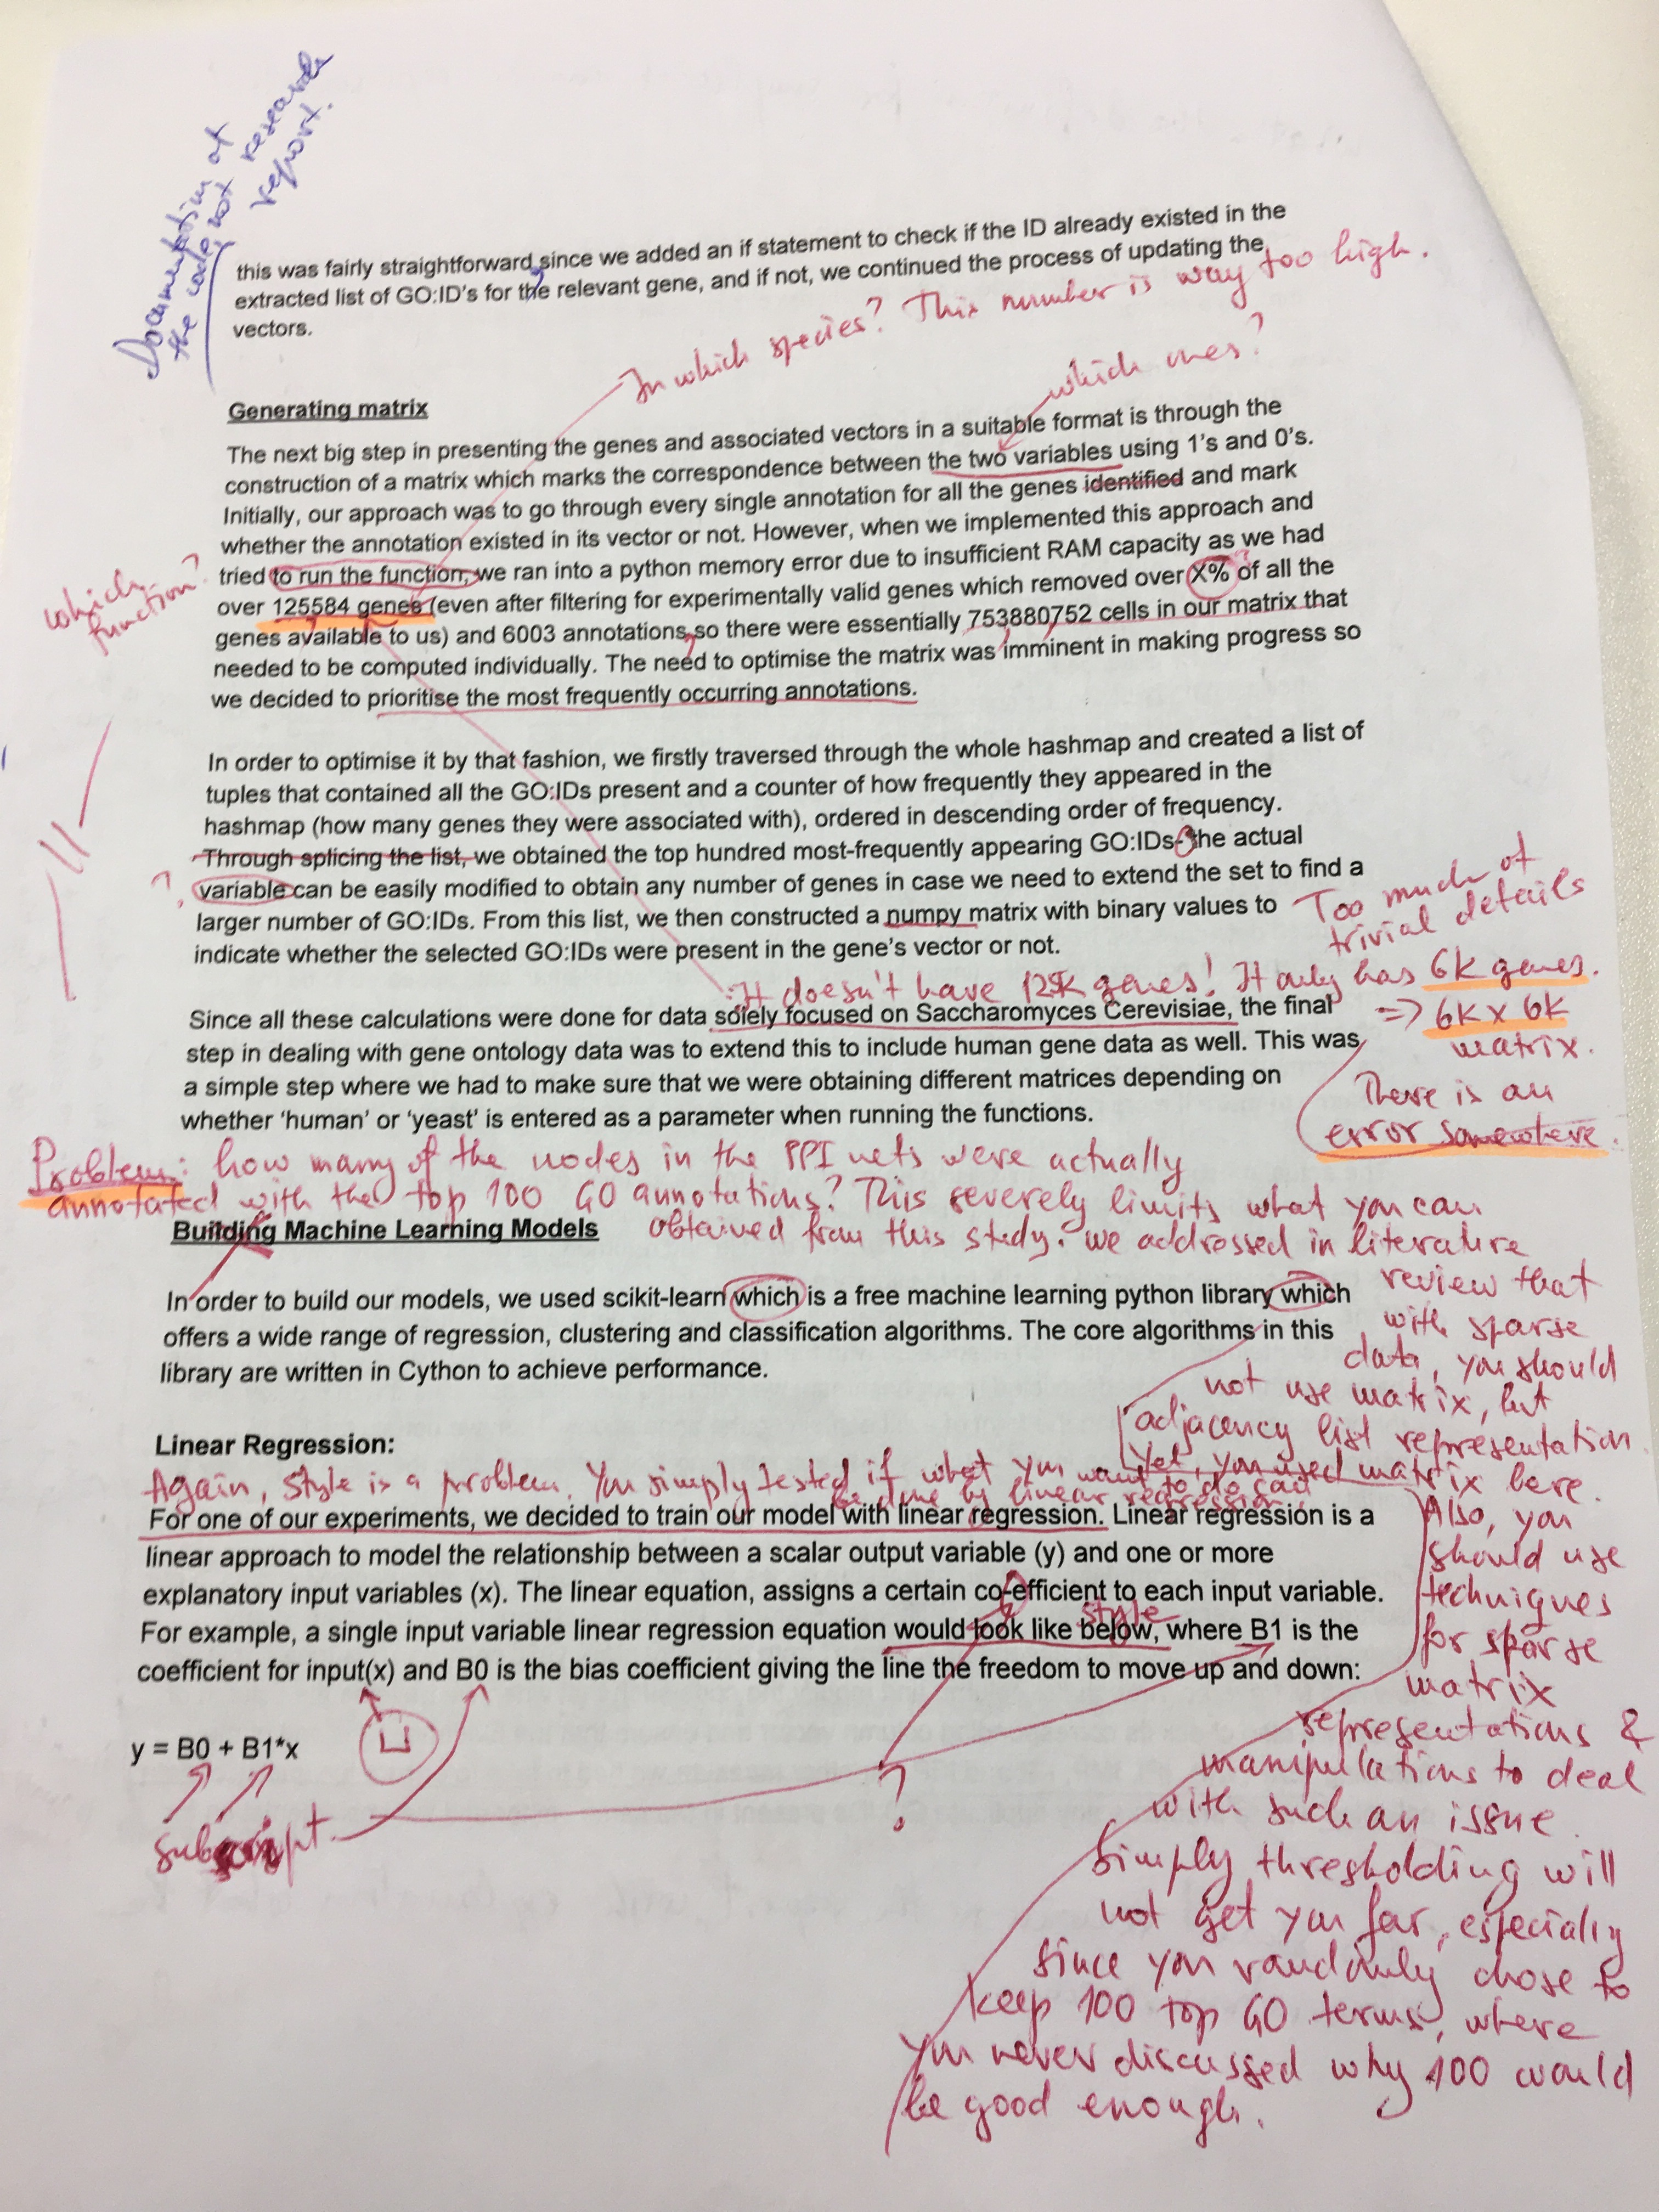 Documentation of
the code, not research
report.
this was fairly straightforward since we added an if statement to check if the ID already existed in the
extracted list of GO:ID's for the relevant gene, and if not, we continued the process of updating the
vectors.
In which species? This number is way too high.
which ones?
Generating matrix
The next big step in presenting the genes and associated vectors in a suitable format is through the
construction of a matrix which marks the correspondence between the two variables using 1's and 0's.
Initially, our approach was to go through every single annotation for all the genes identified and mark
whether the annotation existed in its vector or not. However, when we implemented this approach and
tried to run the function, we ran into a python memory error due to insufficient RAM capacity as we had
over 125584 genes (even after filtering for experimentally valid genes which removed over X% of all the
genes available to us) and 6003 annotations so there were essentially 753880752 cells in our matrix that
needed to be computed individually. The need to optimise the matrix was imminent in making progress so
we decided to prioritise the most frequently occurring annotations.
which
function?
In order to optimise it by that fashion, we firstly traversed through the whole hashmap and created a list of
tuples that contained all the GO:IDs present and a counter of how frequently they appeared in the
hashmap (how many genes they were associated with), ordered in descending order of frequency.
Through splicing the list, we obtained the top hundred most-frequently appearing GO:IDs- the actual
? variable can be easily modified to obtain any number of genes in case we need to extend the set to find a
larger number of GO:IDs. From this list, we then constructed a numpy matrix with binary values to
indicate whether the selected GO:IDs were present in the gene's vector or not.
Too much of
trivial details
It doesn't have 125K genes! It only has 6K genes.
=> 6K x 6K
matrix.
There is an
error somewhere.
Since all these calculations were done for data solely focused on Saccharomyces Cerevisiae, the final
step in dealing with gene ontology data was to extend this to include human gene data as well. This was
a simple step where we had to make sure that we were obtaining different matrices depending on
whether 'human' or 'yeast' is entered as a parameter when running the functions.
Problem: how many of the nodes in the PPI nets were actually
annotated with the top 100 GO annotations? This severely limits what you can
obtained from this study. we addressed in literature
review that
with sparse
data, you should
not use matrix, but
adjacency list representation
Yet, you used matrix here.
Building Machine Learning Models
In order to build our models, we used scikit-learn which is a free machine learning python library which
offers a wide range of regression, clustering and classification algorithms. The core algorithms in this
library are written in Cython to achieve performance.
Linear Regression:
Again, style is a problem. You simply tested if what you want to do can
be done by linear regression.
For one of our experiments, we decided to train our model with linear regression. Linear regression is a
linear approach to model the relationship between a scalar output variable (y) and one or more
explanatory input variables (x). The linear equation, assigns a certain co-efficient to each input variable.
style
For example, a single input variable linear regression equation would look like below, where B1 is the
coefficient for input(x) and B0 is the bias coefficient giving the line the freedom to move up and down:
y = B0 + B1*x
subscript
?
Also, you
should use
techniques
for sparse
matrix
representations &
manipulations to deal
with such an issue.
Simply thresholding will
not get you far, especially
since you randomly chose to
keep 100 top GO terms, where
you never discussed why 100 would
be good enough.